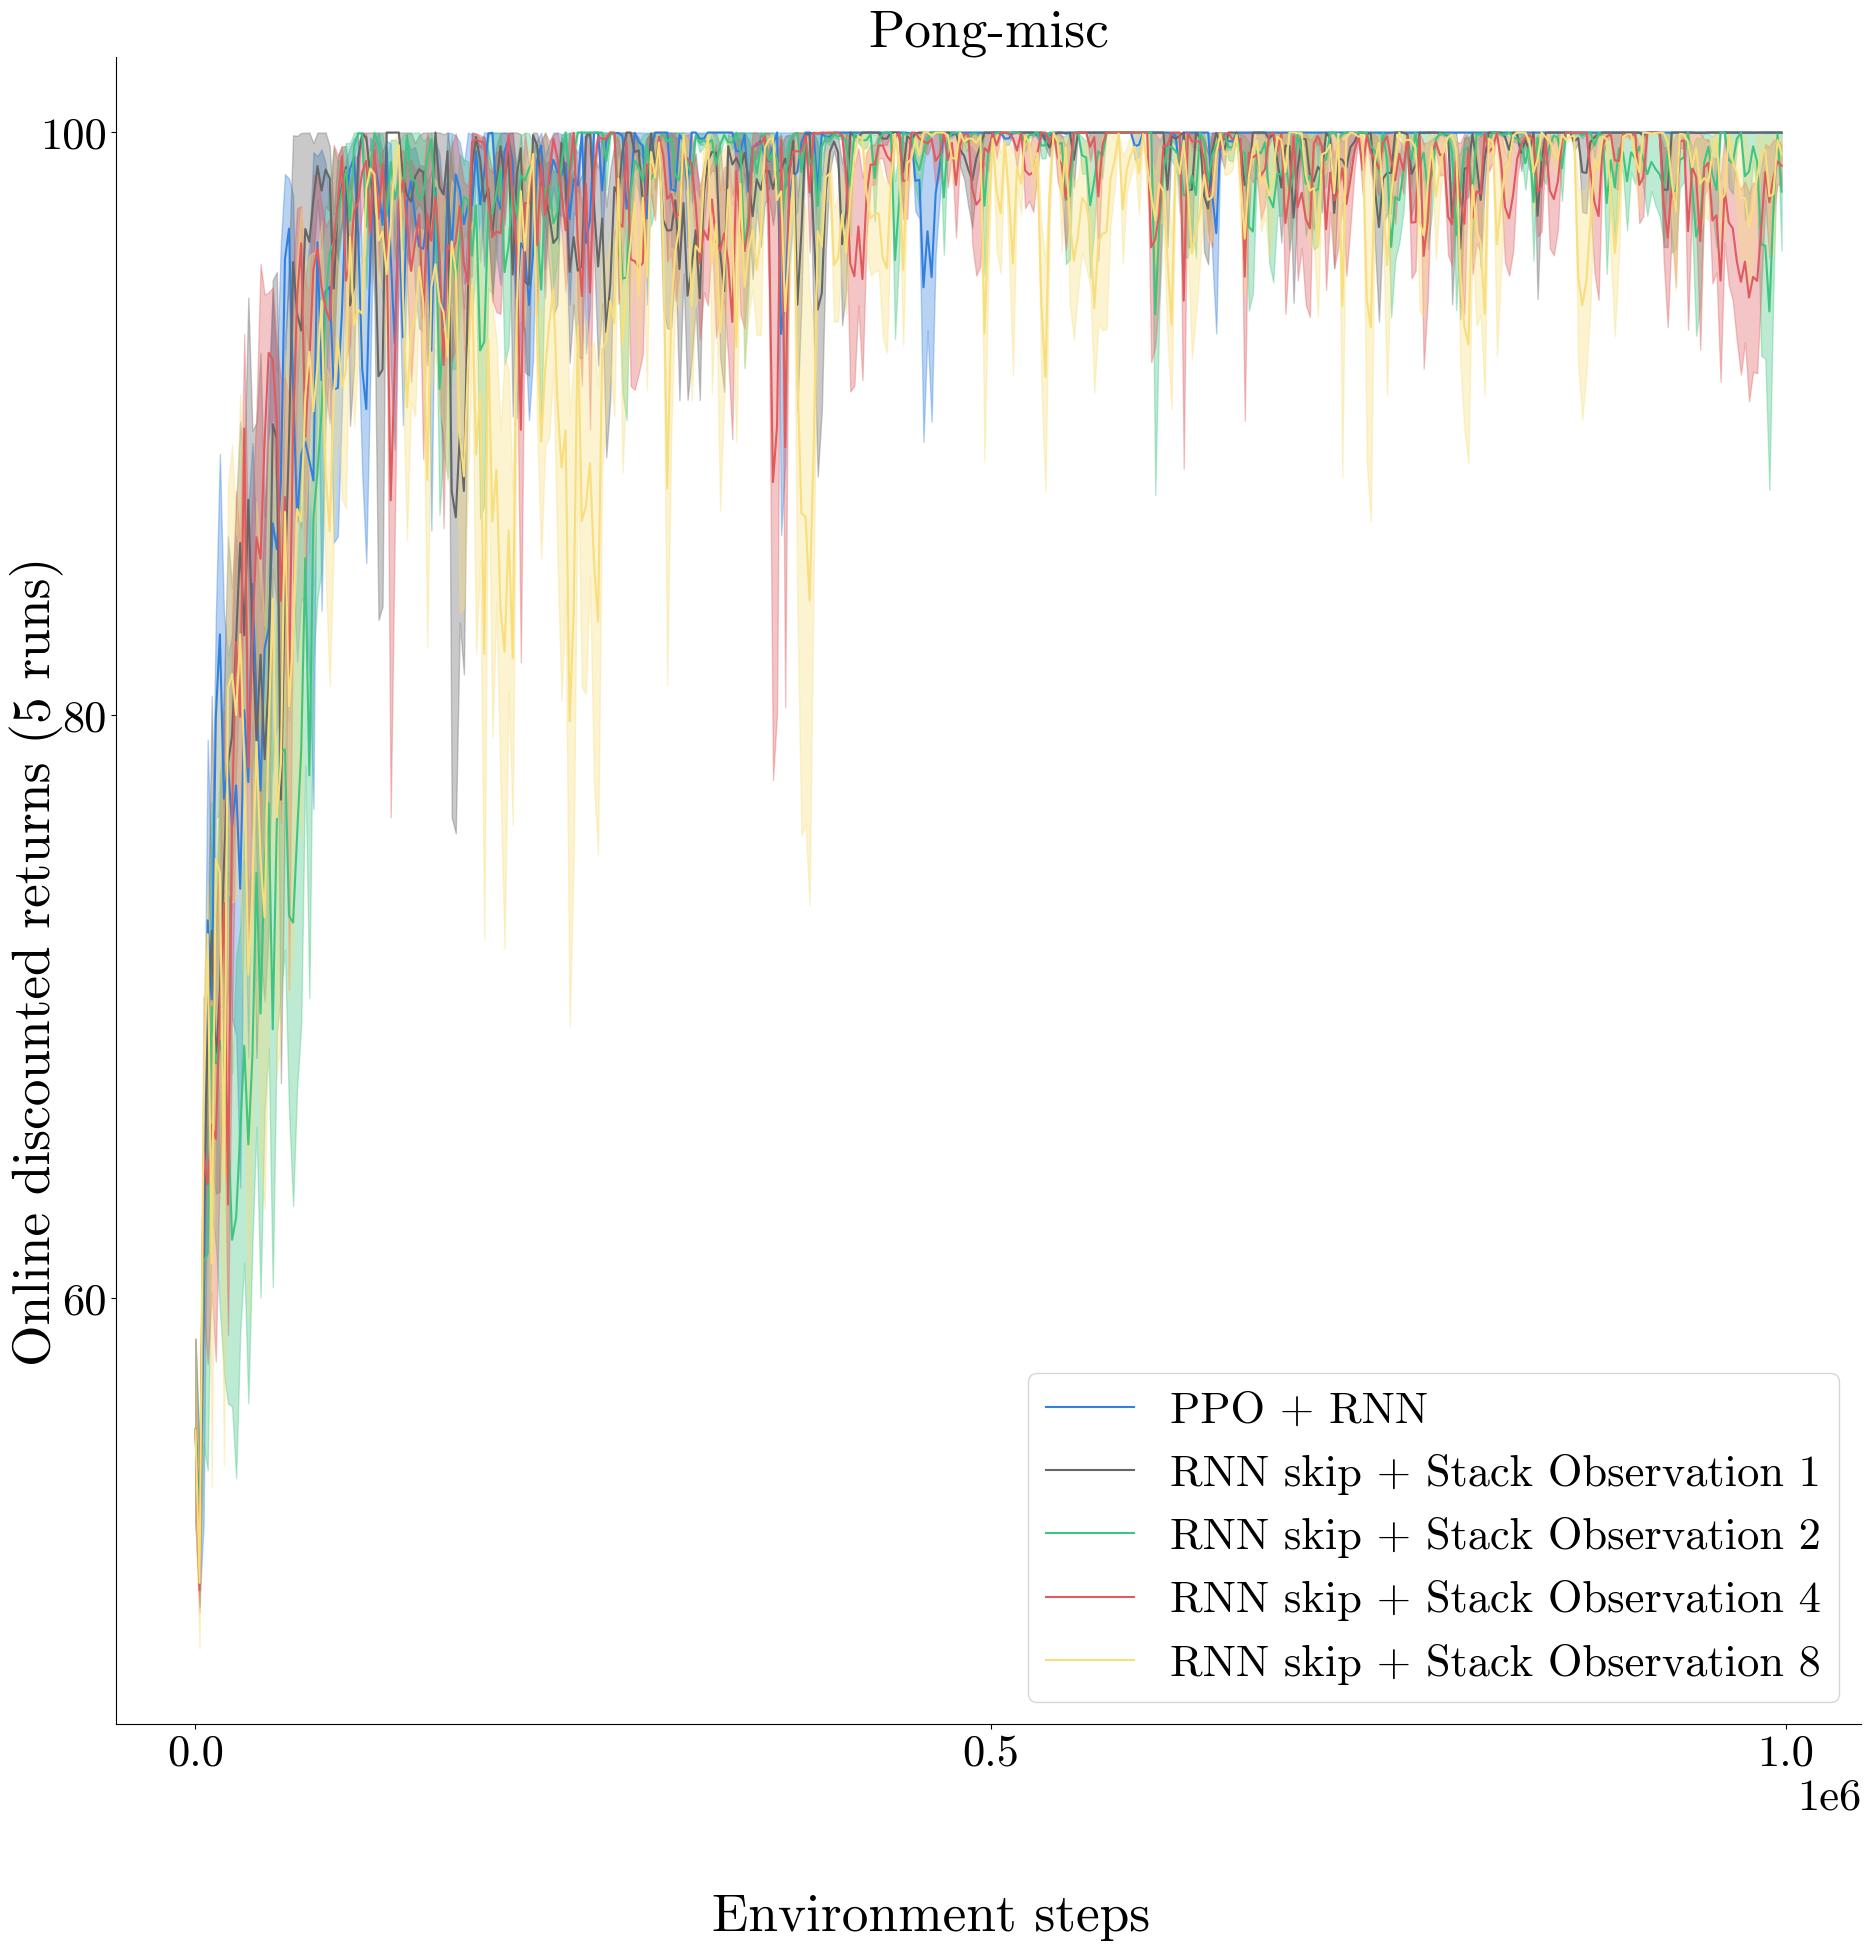 Pong-misc
Online discounted returns (5 runs)
100
80
60
PPO + RNN
RNN skip + Stack Observation 1
RNN skip + Stack Observation 2
RNN skip + Stack Observation 4
RNN skip + Stack Observation 8
0.0
0.5
1.0
1e6
Environment steps